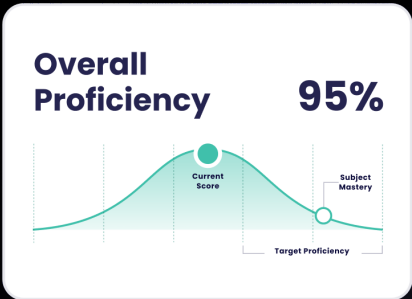 Overall
Proficiency
95%
Current
Score
Subject
Mastery
Target Proficiency